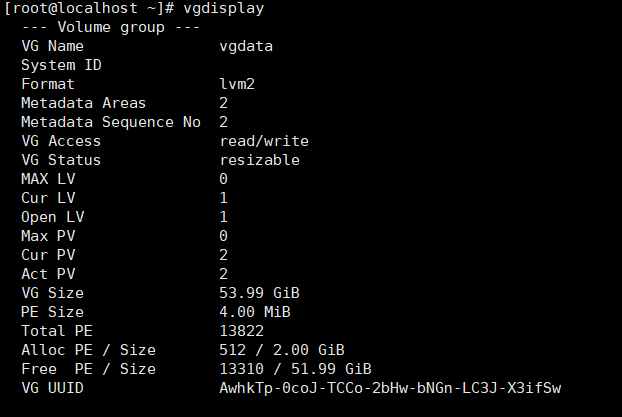 [root@localhost ~]# vgdisplay
--- Volume group ---
VG Name vgdata
System ID
Format lvm2
Metadata Areas 2
Metadata Sequence No 2
VG Access read/write
VG Status resizable
MAX LV 0
Cur LV 1
Open LV 1
Max PV 0
Cur PV 2
Act PV 2
VG Size 53.99 GiB
PE Size 4.00 MiB
Total PE 13822
Alloc PE / Size 512 / 2.00 GiB
Free  PE / Size 13310 / 51.99 GiB
VG UUID AwhkTp-0coJ-TCCo-2bHw-bNGn-LC3J-X3ifSw